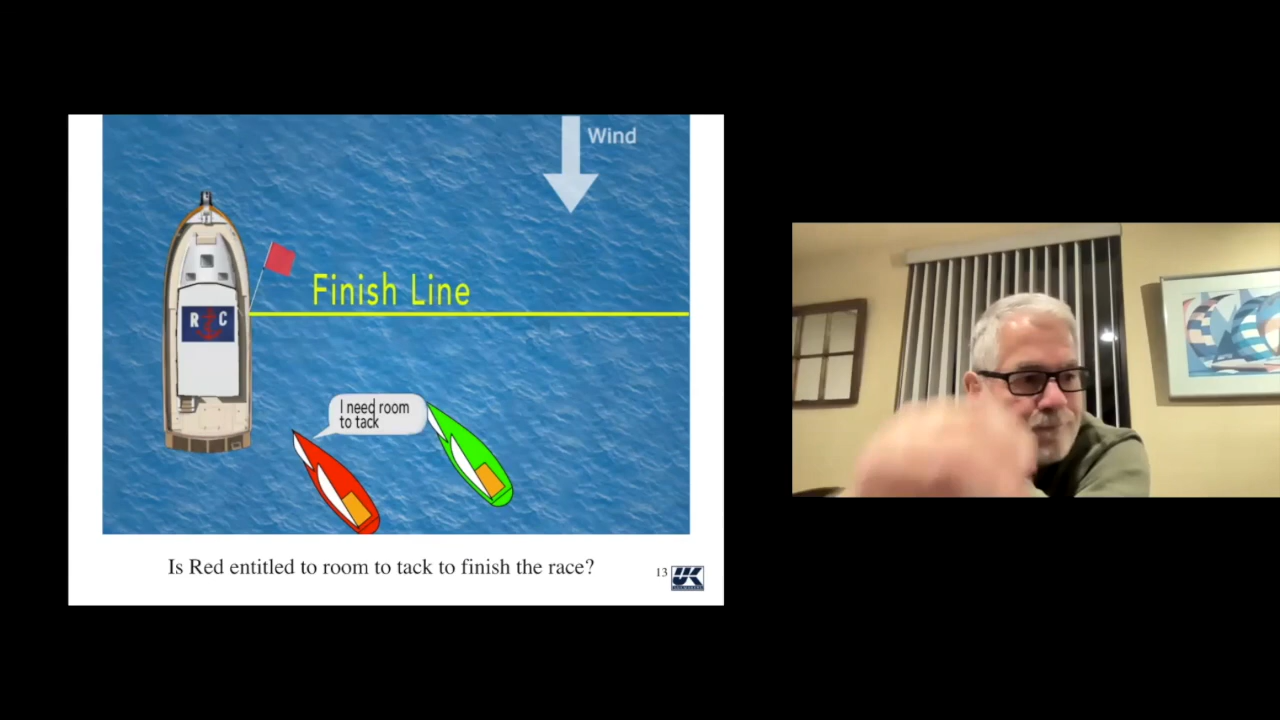 Wind
Finish Line
R C
I need room
to tack
Is Red entitled to room to tack to finish the race?
13
UK